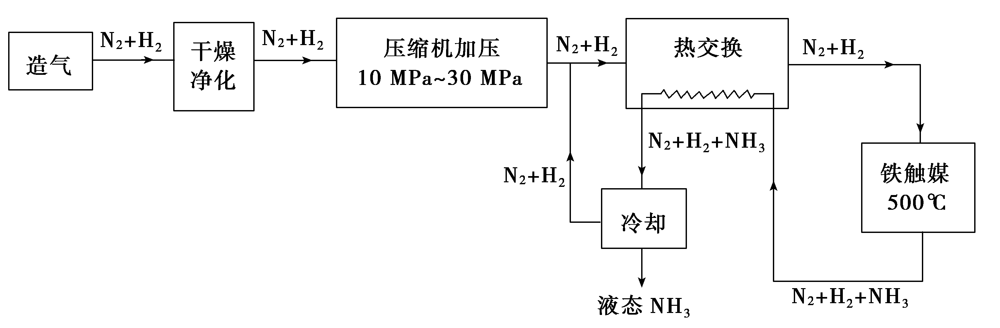 造气
N₂+H₂
干燥
净化
N₂+H₂
压缩机加压
10 MPa~30 MPa
N₂+H₂
热交换
N₂+H₂
铁触媒
500℃
N₂+H₂+NH₃
N₂+H₂+NH₃
冷却
N₂+H₂
液态 NH₃